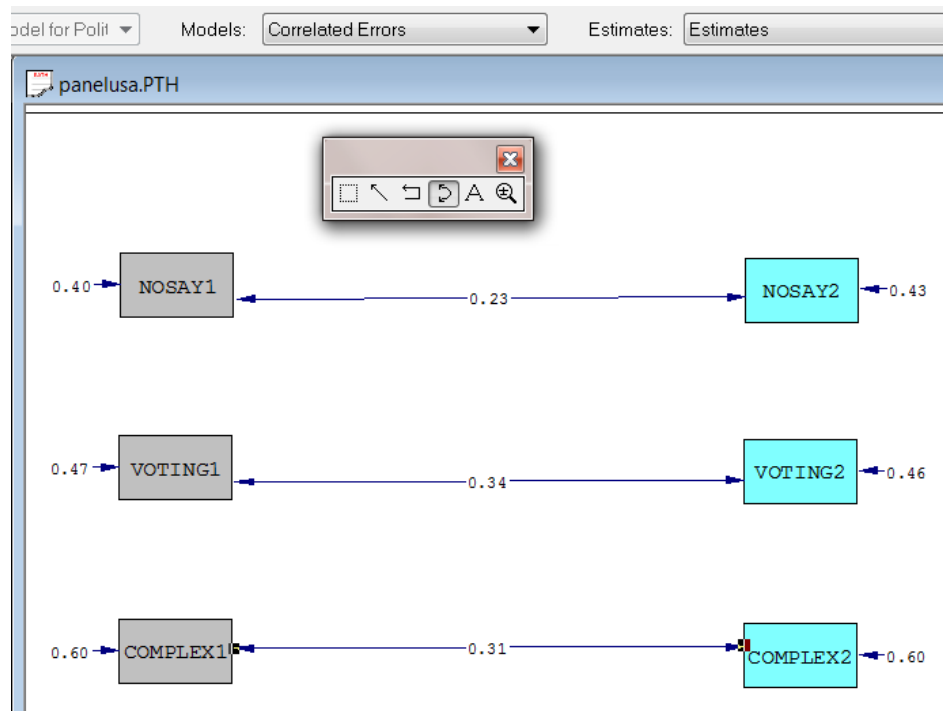 odel for Polit Models: Correlated Errors Estimates: Estimates
panelusa.PTH
A
0.40 NOSAY1 0.23 NOSAY2 0.43
0.47 VOTING1 0.34 VOTING2 0.46
0.60 COMPLEX1 0.31 COMPLEX2 0.60